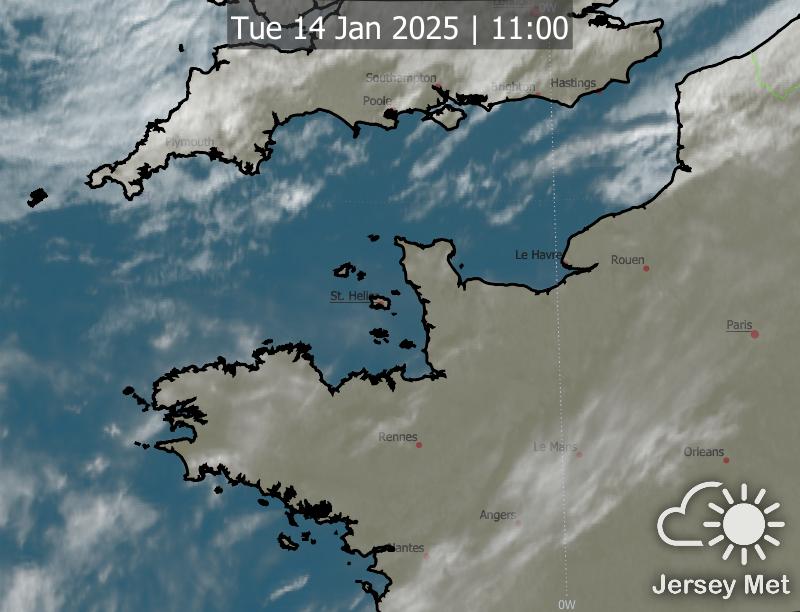 Tue 14 Jan 2025 | 11:00
0W
Southampton
Brighton
Hastings
Poole
Plymouth
Le Havre
Rouen
St. Helier
Paris
Rennes
Le Mans
Orleans
Angers
Nantes
Jersey Met
0W